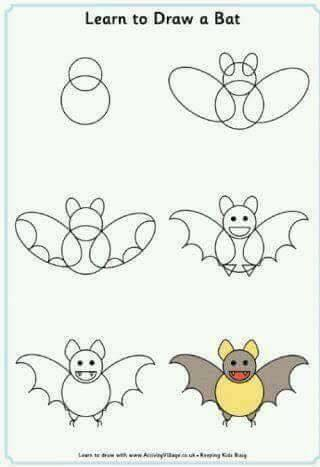 Learn to Draw a Bat
Learn to draw with www.ActivityVillage.co.uk • Keeping Kids Busy